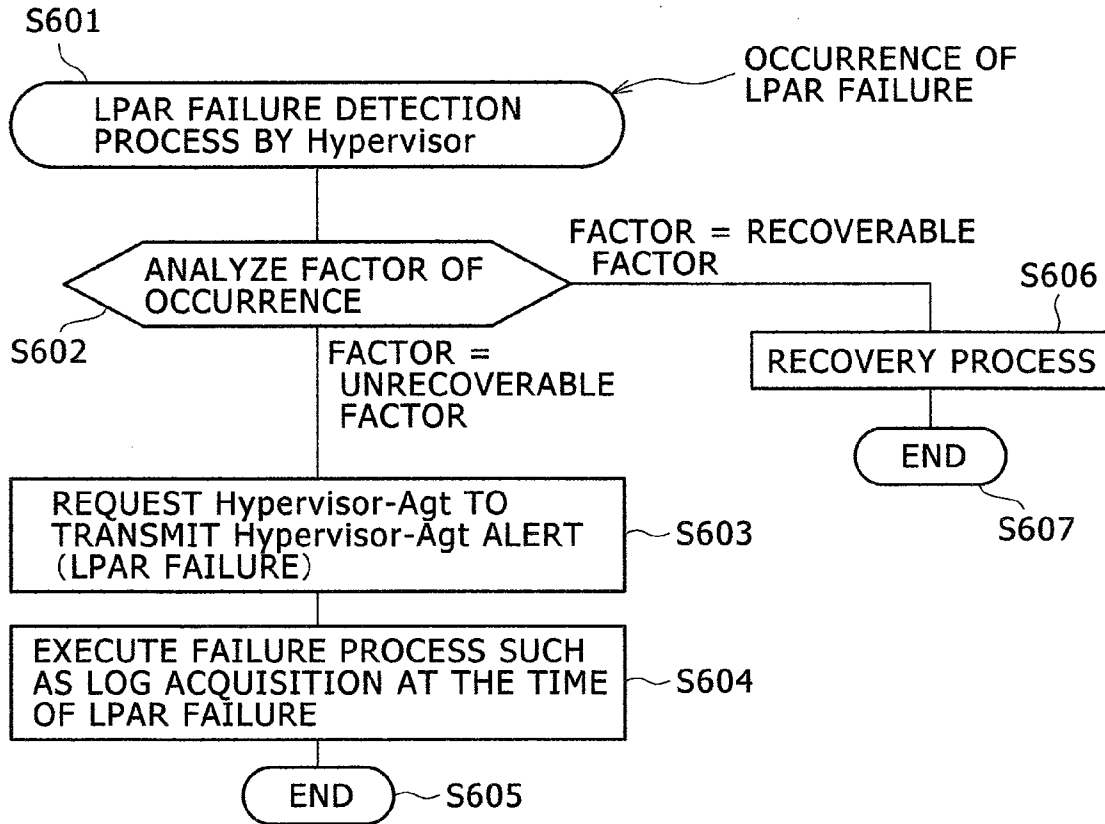 S601
OCCURRENCE OF
LPAR FAILURE
LPAR FAILURE DETECTION
PROCESS BY Hypervisor
FACTOR = RECOVERABLE
FACTOR
ANALYZE FACTOR OF
OCCURRENCE
S606
S602
FACTOR =
UNRECOVERABLE
FACTOR
RECOVERY PROCESS
END
S607
REQUEST Hypervisor-Agt TO
TRANSMIT Hypervisor-Agt ALERT
(LPAR FAILURE)
S603
EXECUTE FAILURE PROCESS SUCH
AS LOG ACQUISITION AT THE TIME
OF LPAR FAILURE
S604
END
S605